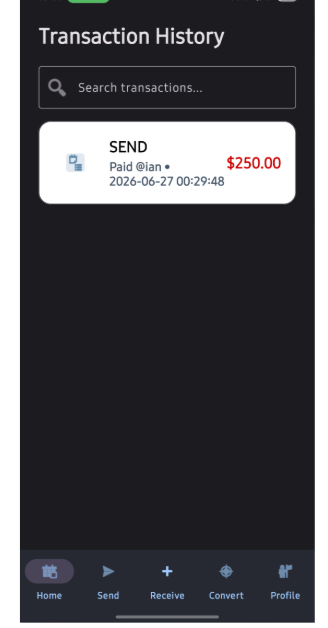 Transaction History
Search transactions...
SEND
Paid @ian •
2026-06-27 00:29:48
$250.00
Home
Send
Receive
Convert
Profile